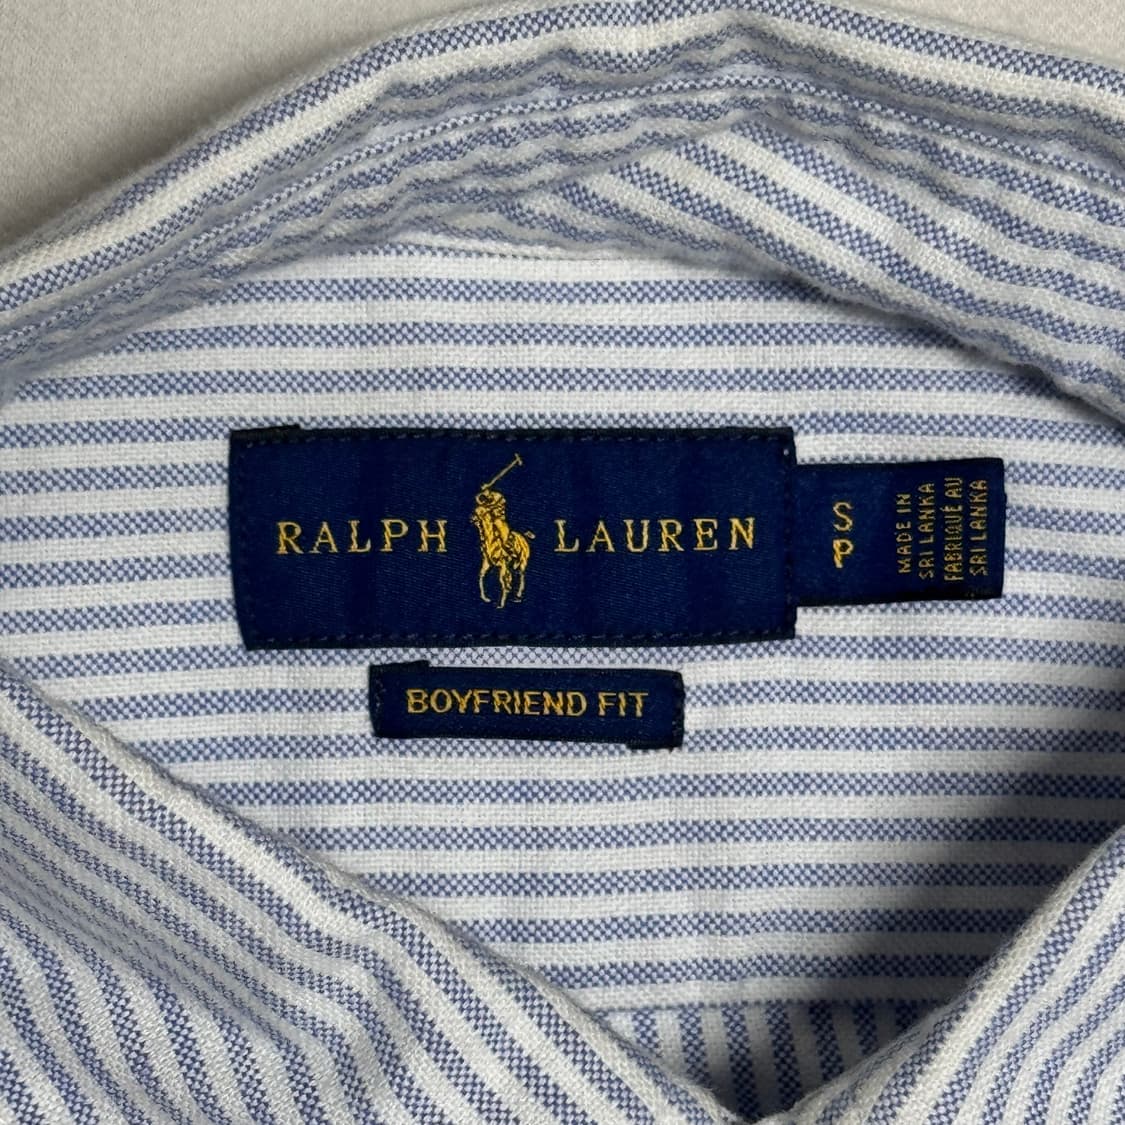 RALPH LAUREN
S
P
MADE IN
SRI LANKA
FABRIQUÉ AU
SRI LANKA
BOYFRIEND FIT